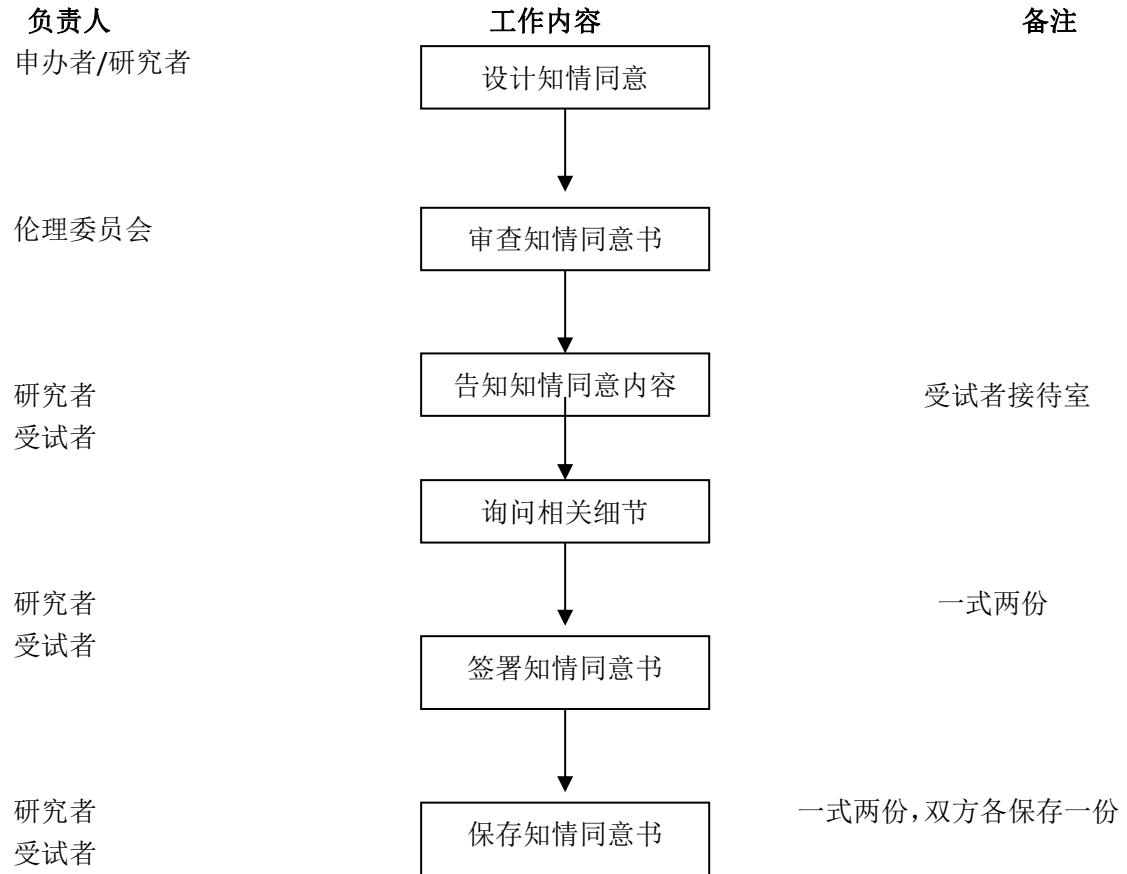 负责人 工作内容 备注
申办者/研究者
设计知情同意
伦理委员会
审查知情同意书
告知知情同意内容
研究者 受试者接待室
受试者
询问相关细节
研究者 一式两份
受试者
签署知情同意书
研究者 一式两份，双方各保存一份
保存知情同意书
受试者